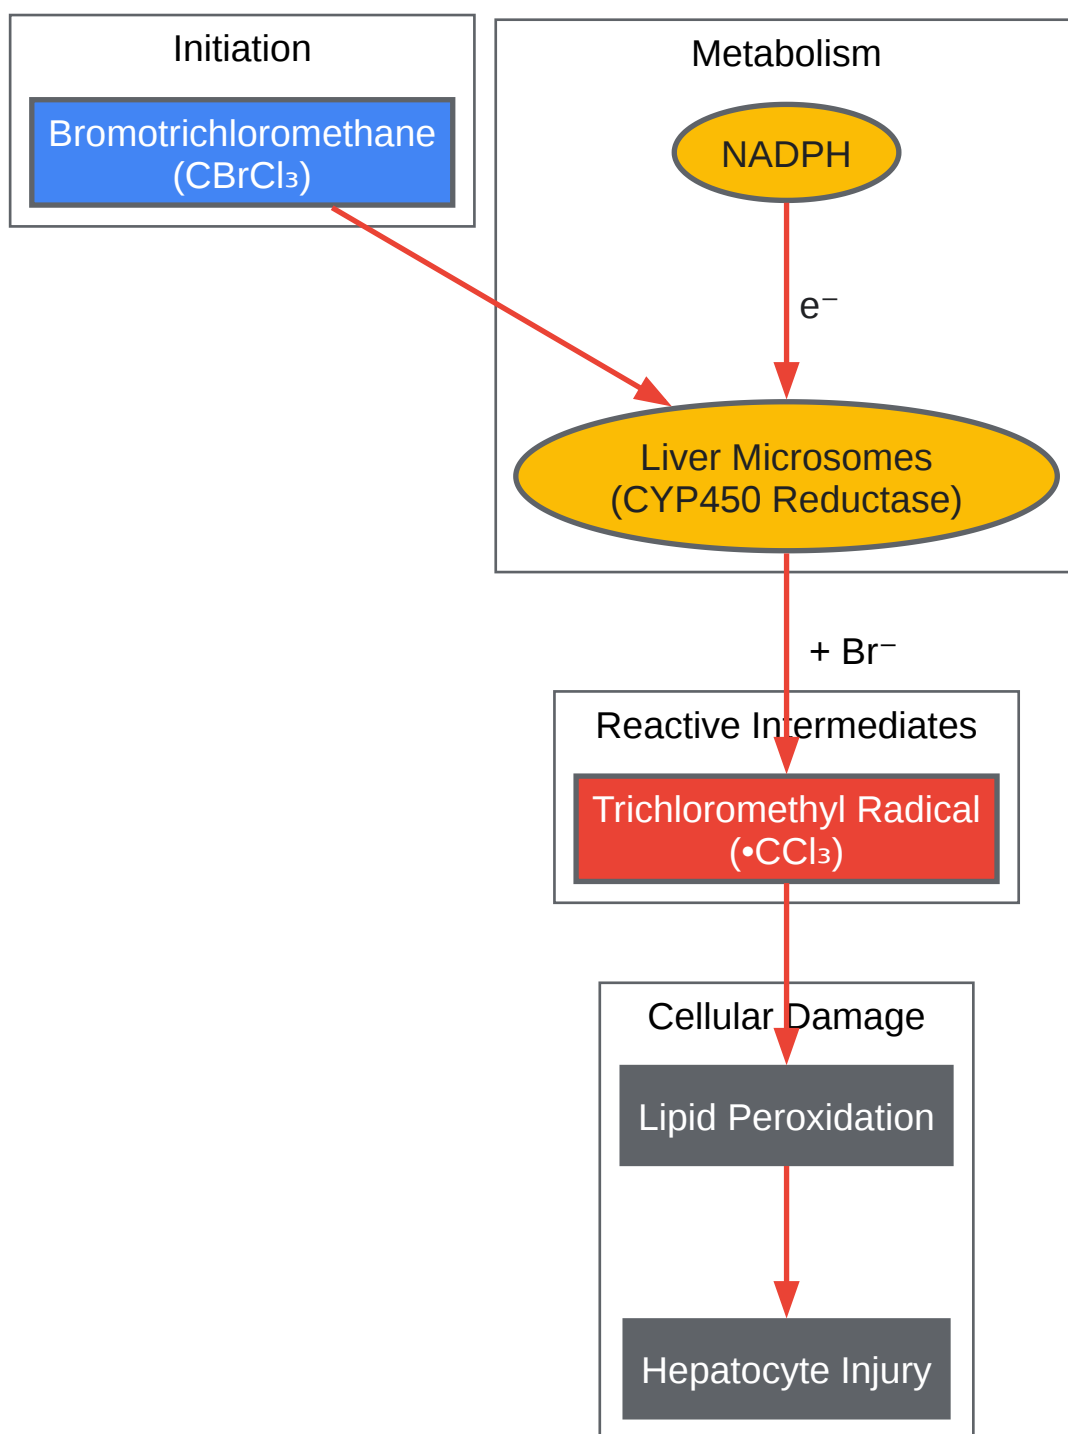 Initiation
Bromotrichloromethane
(CBrCl₃)
Metabolism
NADPH
e⁻
Liver Microsomes
(CYP450 Reductase)
+ Br⁻
Reactive Intermediates
Trichloromethyl Radical
(•CCl₃)
Cellular Damage
Lipid Peroxidation
Hepatocyte Injury